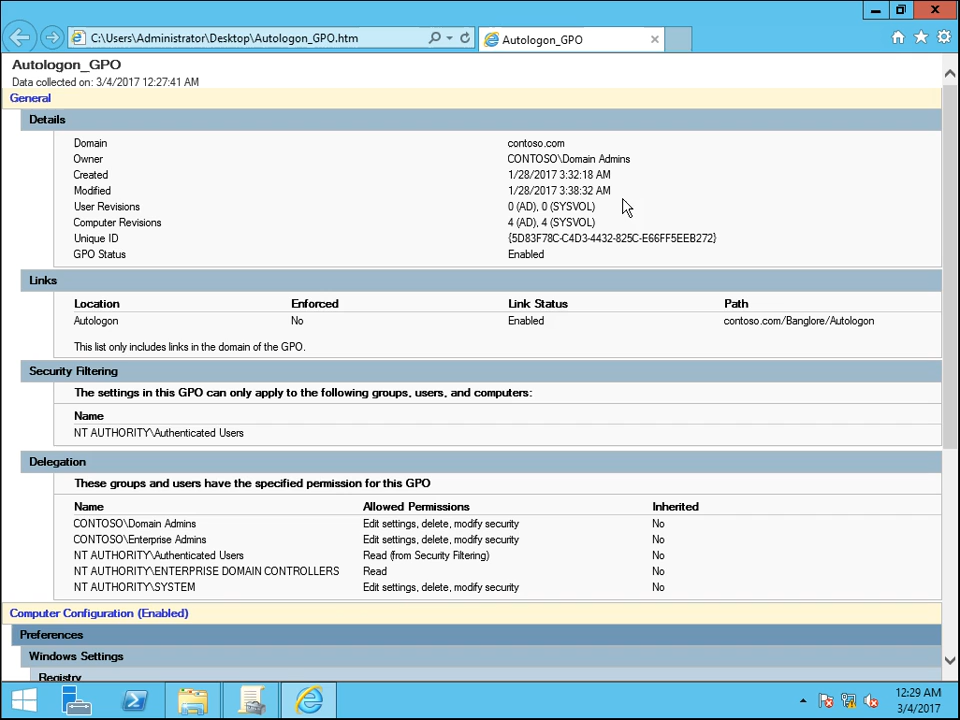 C:\Users\Administrator\Desktop\Autologon_GPO.htm
Autologon_GPO
Autologon_GPO
Data collected on: 3/4/2017 12:27:41 AM
General
Details
Domain contoso.com
Owner CONTOSO\Domain Admins
Created 1/28/2017 3:32:18 AM
Modified 1/28/2017 3:38:32 AM
User Revisions 0 (AD), 0 (SYSVOL)
Computer Revisions 4 (AD), 4 (SYSVOL)
Unique ID {5D83F78C-C4D3-4432-825C-E66FF5EEB272}
GPO Status Enabled
Links
Location Enforced Link Status Path
Autologon No Enabled contoso.com/Banglore/Autologon
This list only includes links in the domain of the GPO.
Security Filtering
The settings in this GPO can only apply to the following groups, users, and computers:
Name
NT AUTHORITY\Authenticated Users
Delegation
These groups and users have the specified permission for this GPO
Name Allowed Permissions Inherited
CONTOSO\Domain Admins Edit settings, delete, modify security No
CONTOSO\Enterprise Admins Edit settings, delete, modify security No
NT AUTHORITY\Authenticated Users Read (from Security Filtering) No
NT AUTHORITY\ENTERPRISE DOMAIN CONTROLLERS Read No
NT AUTHORITY\SYSTEM Edit settings, delete, modify security No
Computer Configuration (Enabled)
Preferences
Windows Settings
Registry
12:29 AM
3/4/2017